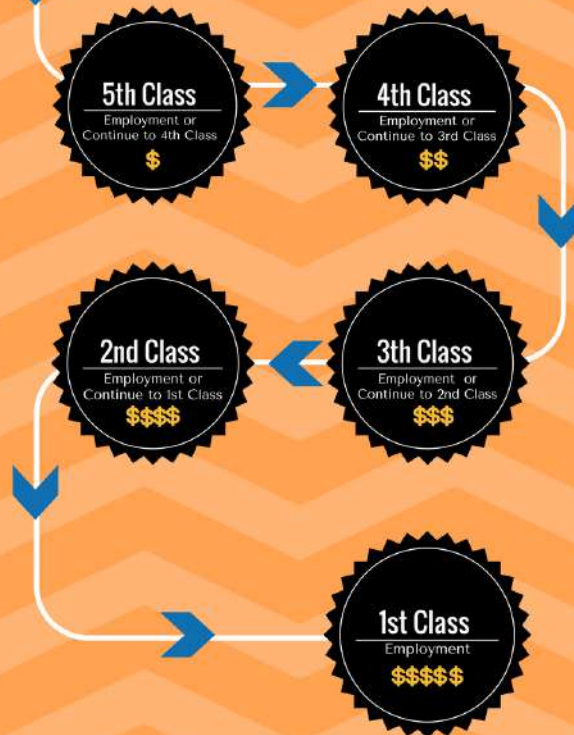 5th Class
Employment or
Continue to 4th Class
$
4th Class
Employment or
Continue to 3rd Class
$$
3th Class
Employment or
Continue to 2nd Class
$$$
2nd Class
Employment or
Continue to 1st Class
$$$$
1st Class
Employment
$$$$$